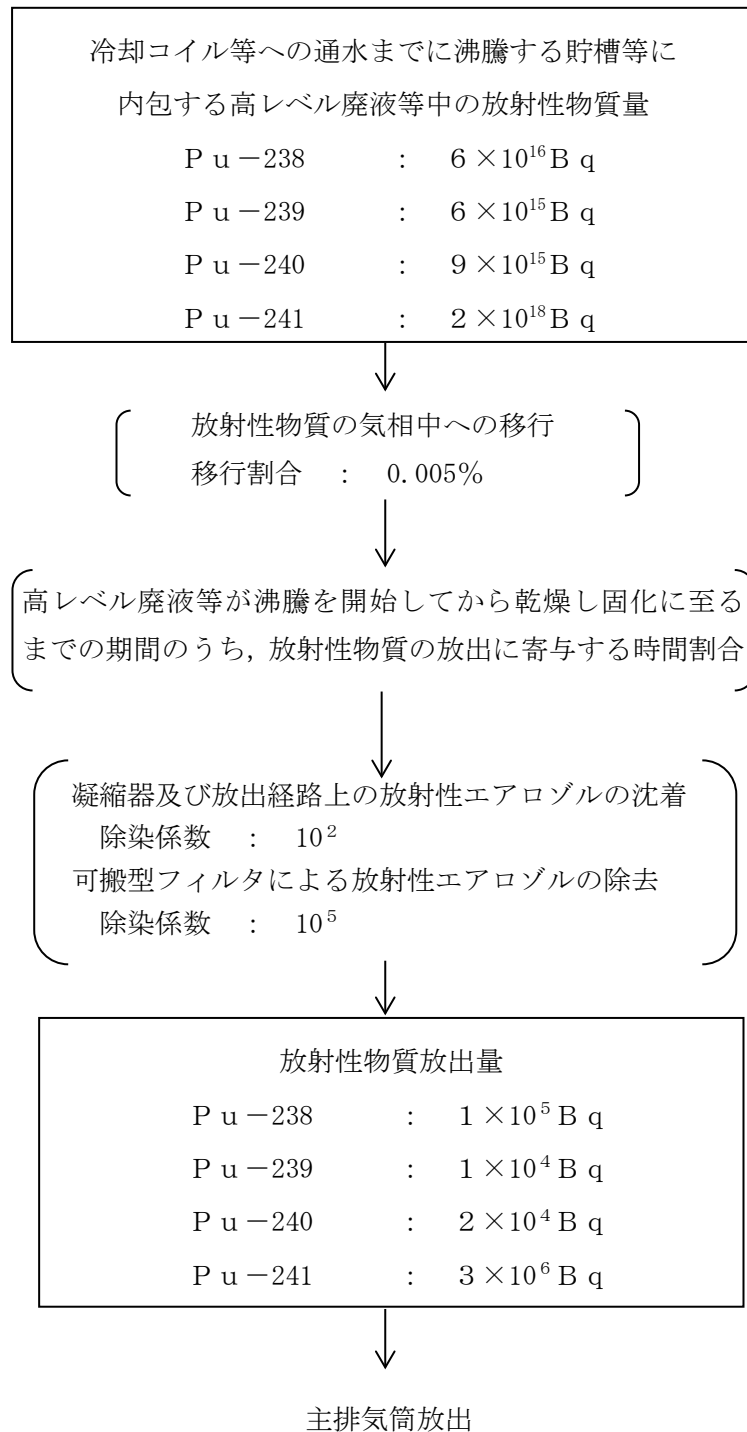 冷却コイル等への通水までに沸騰する貯槽等に
内包する高レベル廃液等中の放射性物質量
Ｐｕ－238 : 6×10¹⁶Ｂｑ
Ｐｕ－239 : 6×10¹⁵Ｂｑ
Ｐｕ－240 : 9×10¹⁵Ｂｑ
Ｐｕ－241 : 2×10¹⁸Ｂｑ
放射性物質の気相中への移行
移行割合 : 0.005％
高レベル廃液等が沸騰を開始してから乾燥し固化に至る
までの期間のうち，放射性物質の放出に寄与する時間割合
凝縮器及び放出経路上の放射性エアロゾルの沈着
除染係数 : 10²
可搬型フィルタによる放射性エアロゾルの除去
除染係数 : 10⁵
放射性物質放出量
Ｐｕ－238 : 1×10⁵Ｂｑ
Ｐｕ－239 : 1×10⁴Ｂｑ
Ｐｕ－240 : 2×10⁴Ｂｑ
Ｐｕ－241 : 3×10⁶Ｂｑ
主排気筒放出